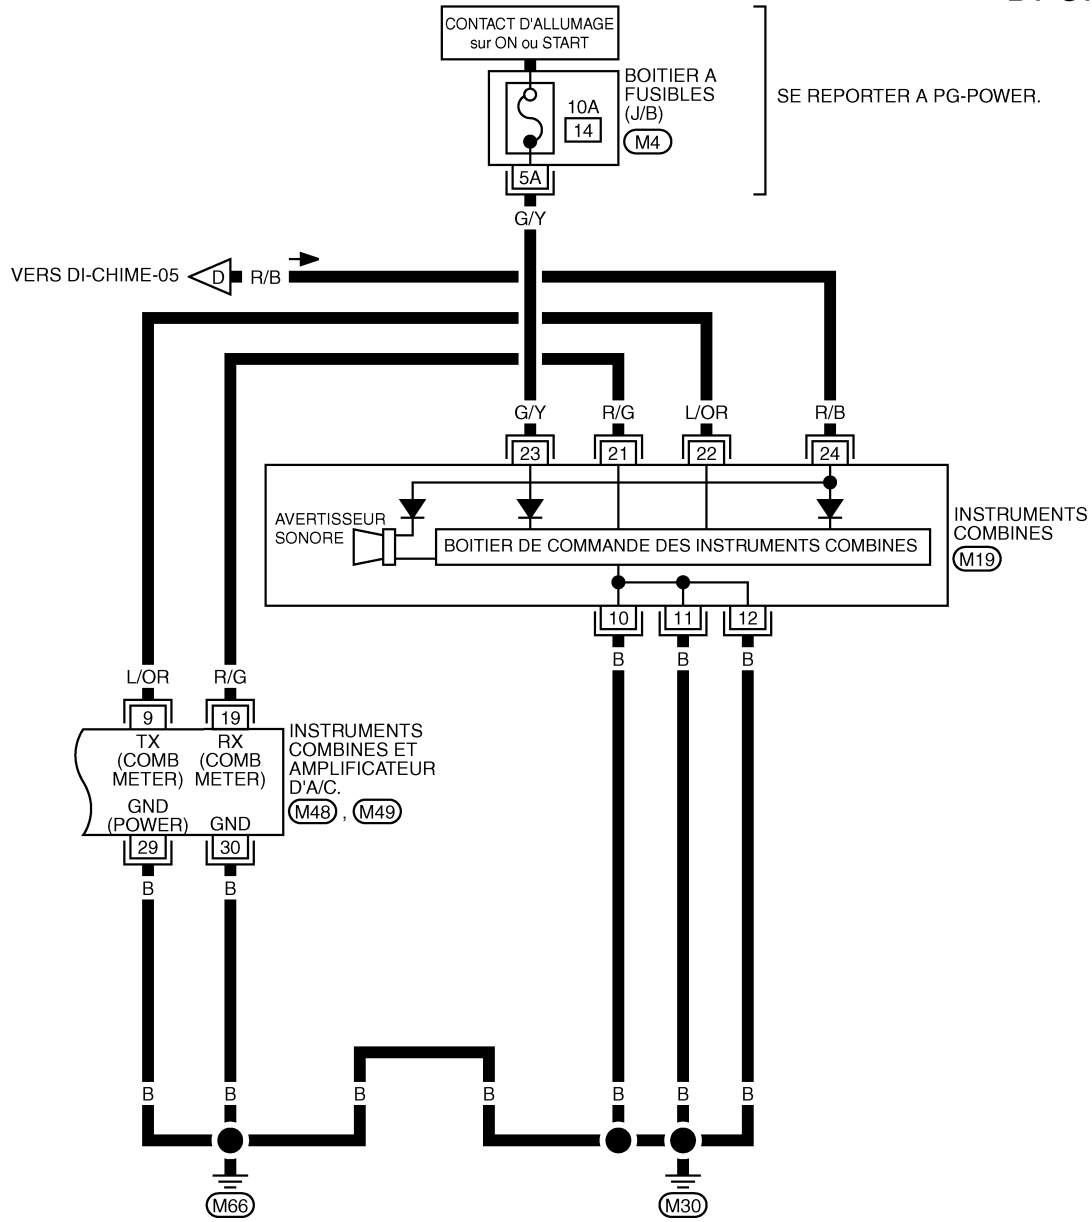 CONTACT D'ALLUMAGE
sur ON ou START
BOITIER A
FUSIBLES
(J/B)
M4
10A
14
SE REPORTER A PG-POWER.
5A
G/Y
VERS DI-CHIME-05
D
R/B
G/Y
R/G
L/OR
R/B
23
21
22
24
AVERTISSEUR
SONORE
BOITIER DE COMMANDE DES INSTRUMENTS COMBINES
INSTRUMENTS
COMBINES
M19
10
11
12
B
B
B
L/OR
R/G
9
19
TX
(COMB
METER)
RX
(COMB
METER)
GND
(POWER)
GND
INSTRUMENTS
COMBINES ET
AMPLIFICATEUR
D'A/C.
M48 , M49
29
30
B
B
B
B
B
B
B
B
B
M66
M30